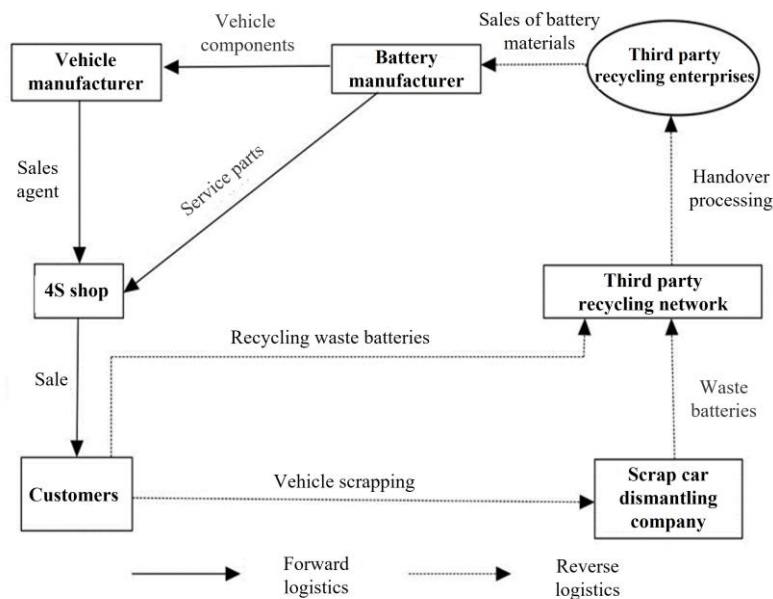 Vehicle
components
Sales of battery
materials
Vehicle
manufacturer
Battery
manufacturer
Third party
recycling enterprises
Sales
agent
Service parts
Handover
processing
4S shop
Third party
recycling network
Recycling waste batteries
Sale
Waste
batteries
Customers
Vehicle scrapping
Scrap car
dismantling
company
Forward
logistics
Reverse
logistics